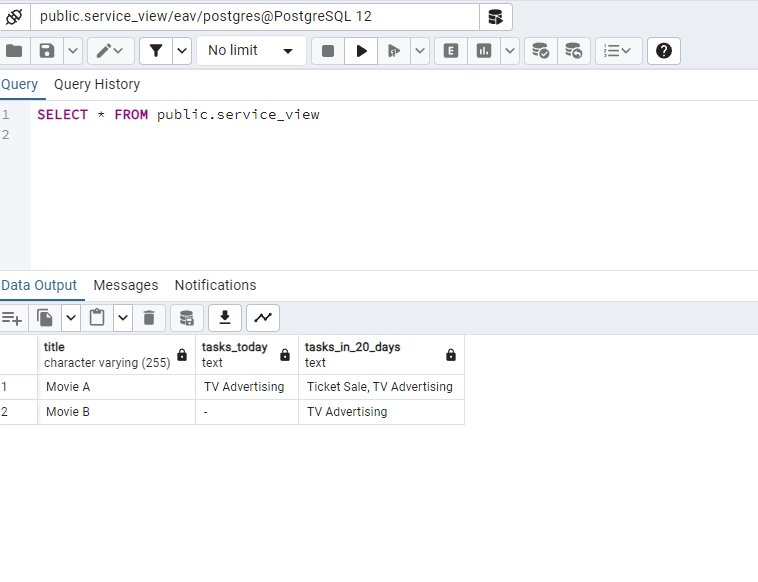 public.service_view/eav/postgres@PostgreSQL 12
No limit
E
Query Query History
1 SELECT * FROM public.service_view
2
Data Output Messages Notifications
title tasks_today tasks_in_20_days
character varying (255) text text
1 Movie A TV Advertising Ticket Sale, TV Advertising
2 Movie B - TV Advertising